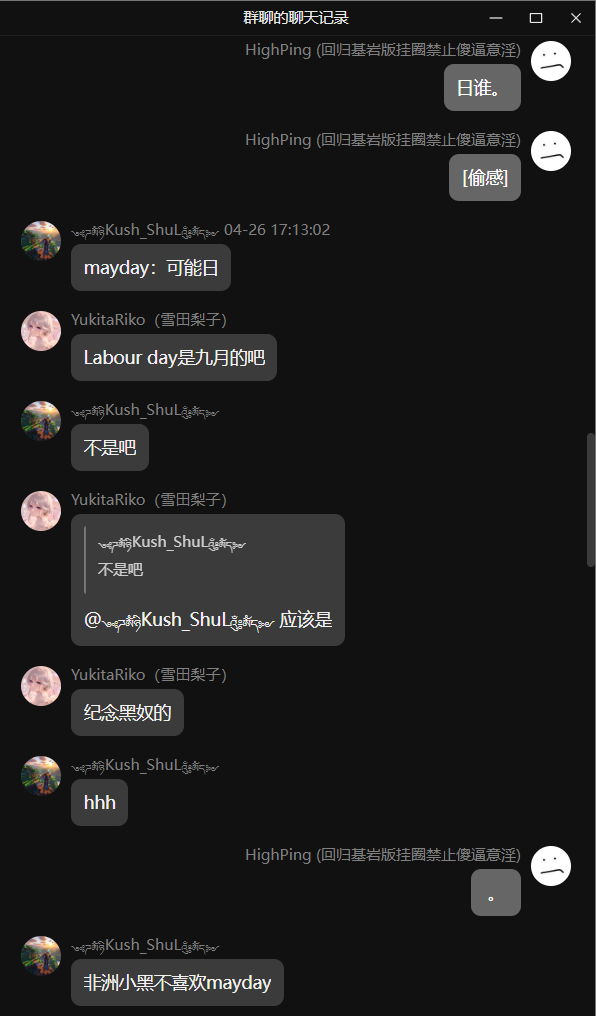 群聊的聊天记录
HighPing (回归基岩版挂圈禁止傻逼意淫)
日谁。
HighPing (回归基岩版挂圈禁止傻逼意淫)
[偷感]
Kush_ShuL 04-26 17:13:02
mayday：可能日
YukitaRiko（雪田梨子）
Labour day是九月的吧
Kush_ShuL
不是吧
YukitaRiko（雪田梨子）
Kush_ShuL
不是吧
@Kush_ShuL 应该是
YukitaRiko（雪田梨子）
纪念黑奴的
Kush_ShuL
hhh
HighPing (回归基岩版挂圈禁止傻逼意淫)
。
Kush_ShuL
非洲小黑不喜欢mayday